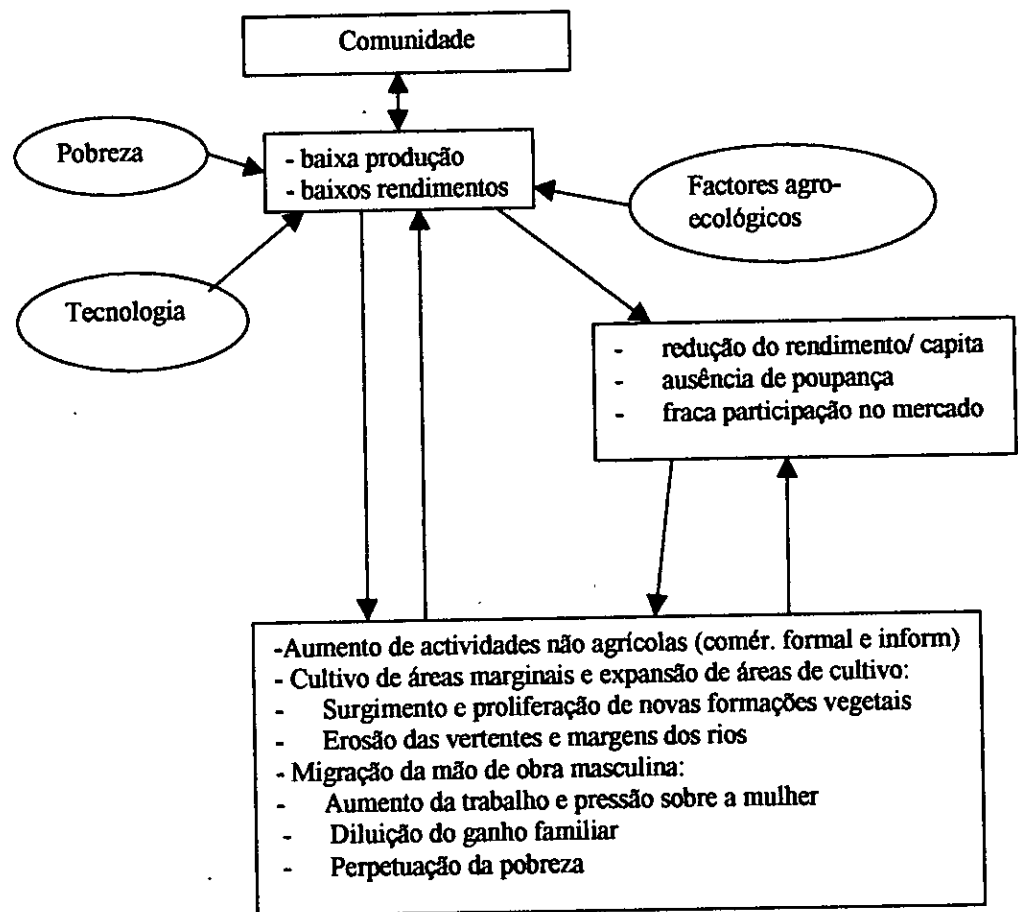 Comunidade
Pobreza
- baixa produção
- baixos rendimentos
Factores agro-
ecológicos
Tecnologia
- redução do rendimento/ capita
- ausência de poupança
- fraca participação no mercado
-Aumento de actividades não agrícolas (comér. formal e inform)
- Cultivo de áreas marginais e expansão de áreas de cultivo:
- Surgimento e proliferação de novas formações vegetais
- Erosão das vertentes e margens dos rios
- Migração da mão de obra masculina:
- Aumento da trabalho e pressão sobre a mulher
- Diluição do ganho familiar
- Perpetuação da pobreza